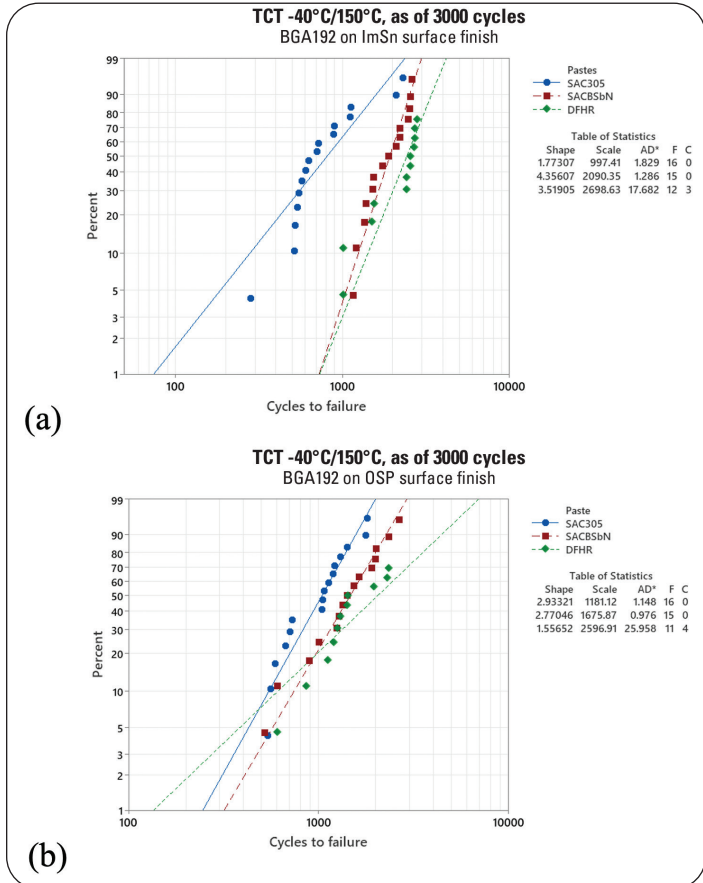 TCT -40°C/150°C, as of 3000 cycles
BGA192 on ImSn surface finish
99
90
80
70
60
50
40
30
20
10
5
3
2
1
Percent
100
1000
10000
Cycles to failure
Pastes
SAC305
SACBSbN
DFHR
Table of Statistics
Shape Scale AD* F C
1.77307 997.41 1.829 16 0
4.35607 2090.35 1.286 15 0
3.51905 2698.63 17.682 12 3
(a)
TCT -40°C/150°C, as of 3000 cycles
BGA192 on OSP surface finish
99
90
80
70
60
50
40
30
20
10
5
3
2
1
Percent
100
1000
10000
Cycles to failure
Paste
SAC305
SACBSbN
DFHR
Table of Statistics
Shape Scale AD* F C
2.93321 1181.12 1.148 16 0
2.77046 1675.87 0.976 15 0
1.55652 2596.91 25.958 11 4
(b)